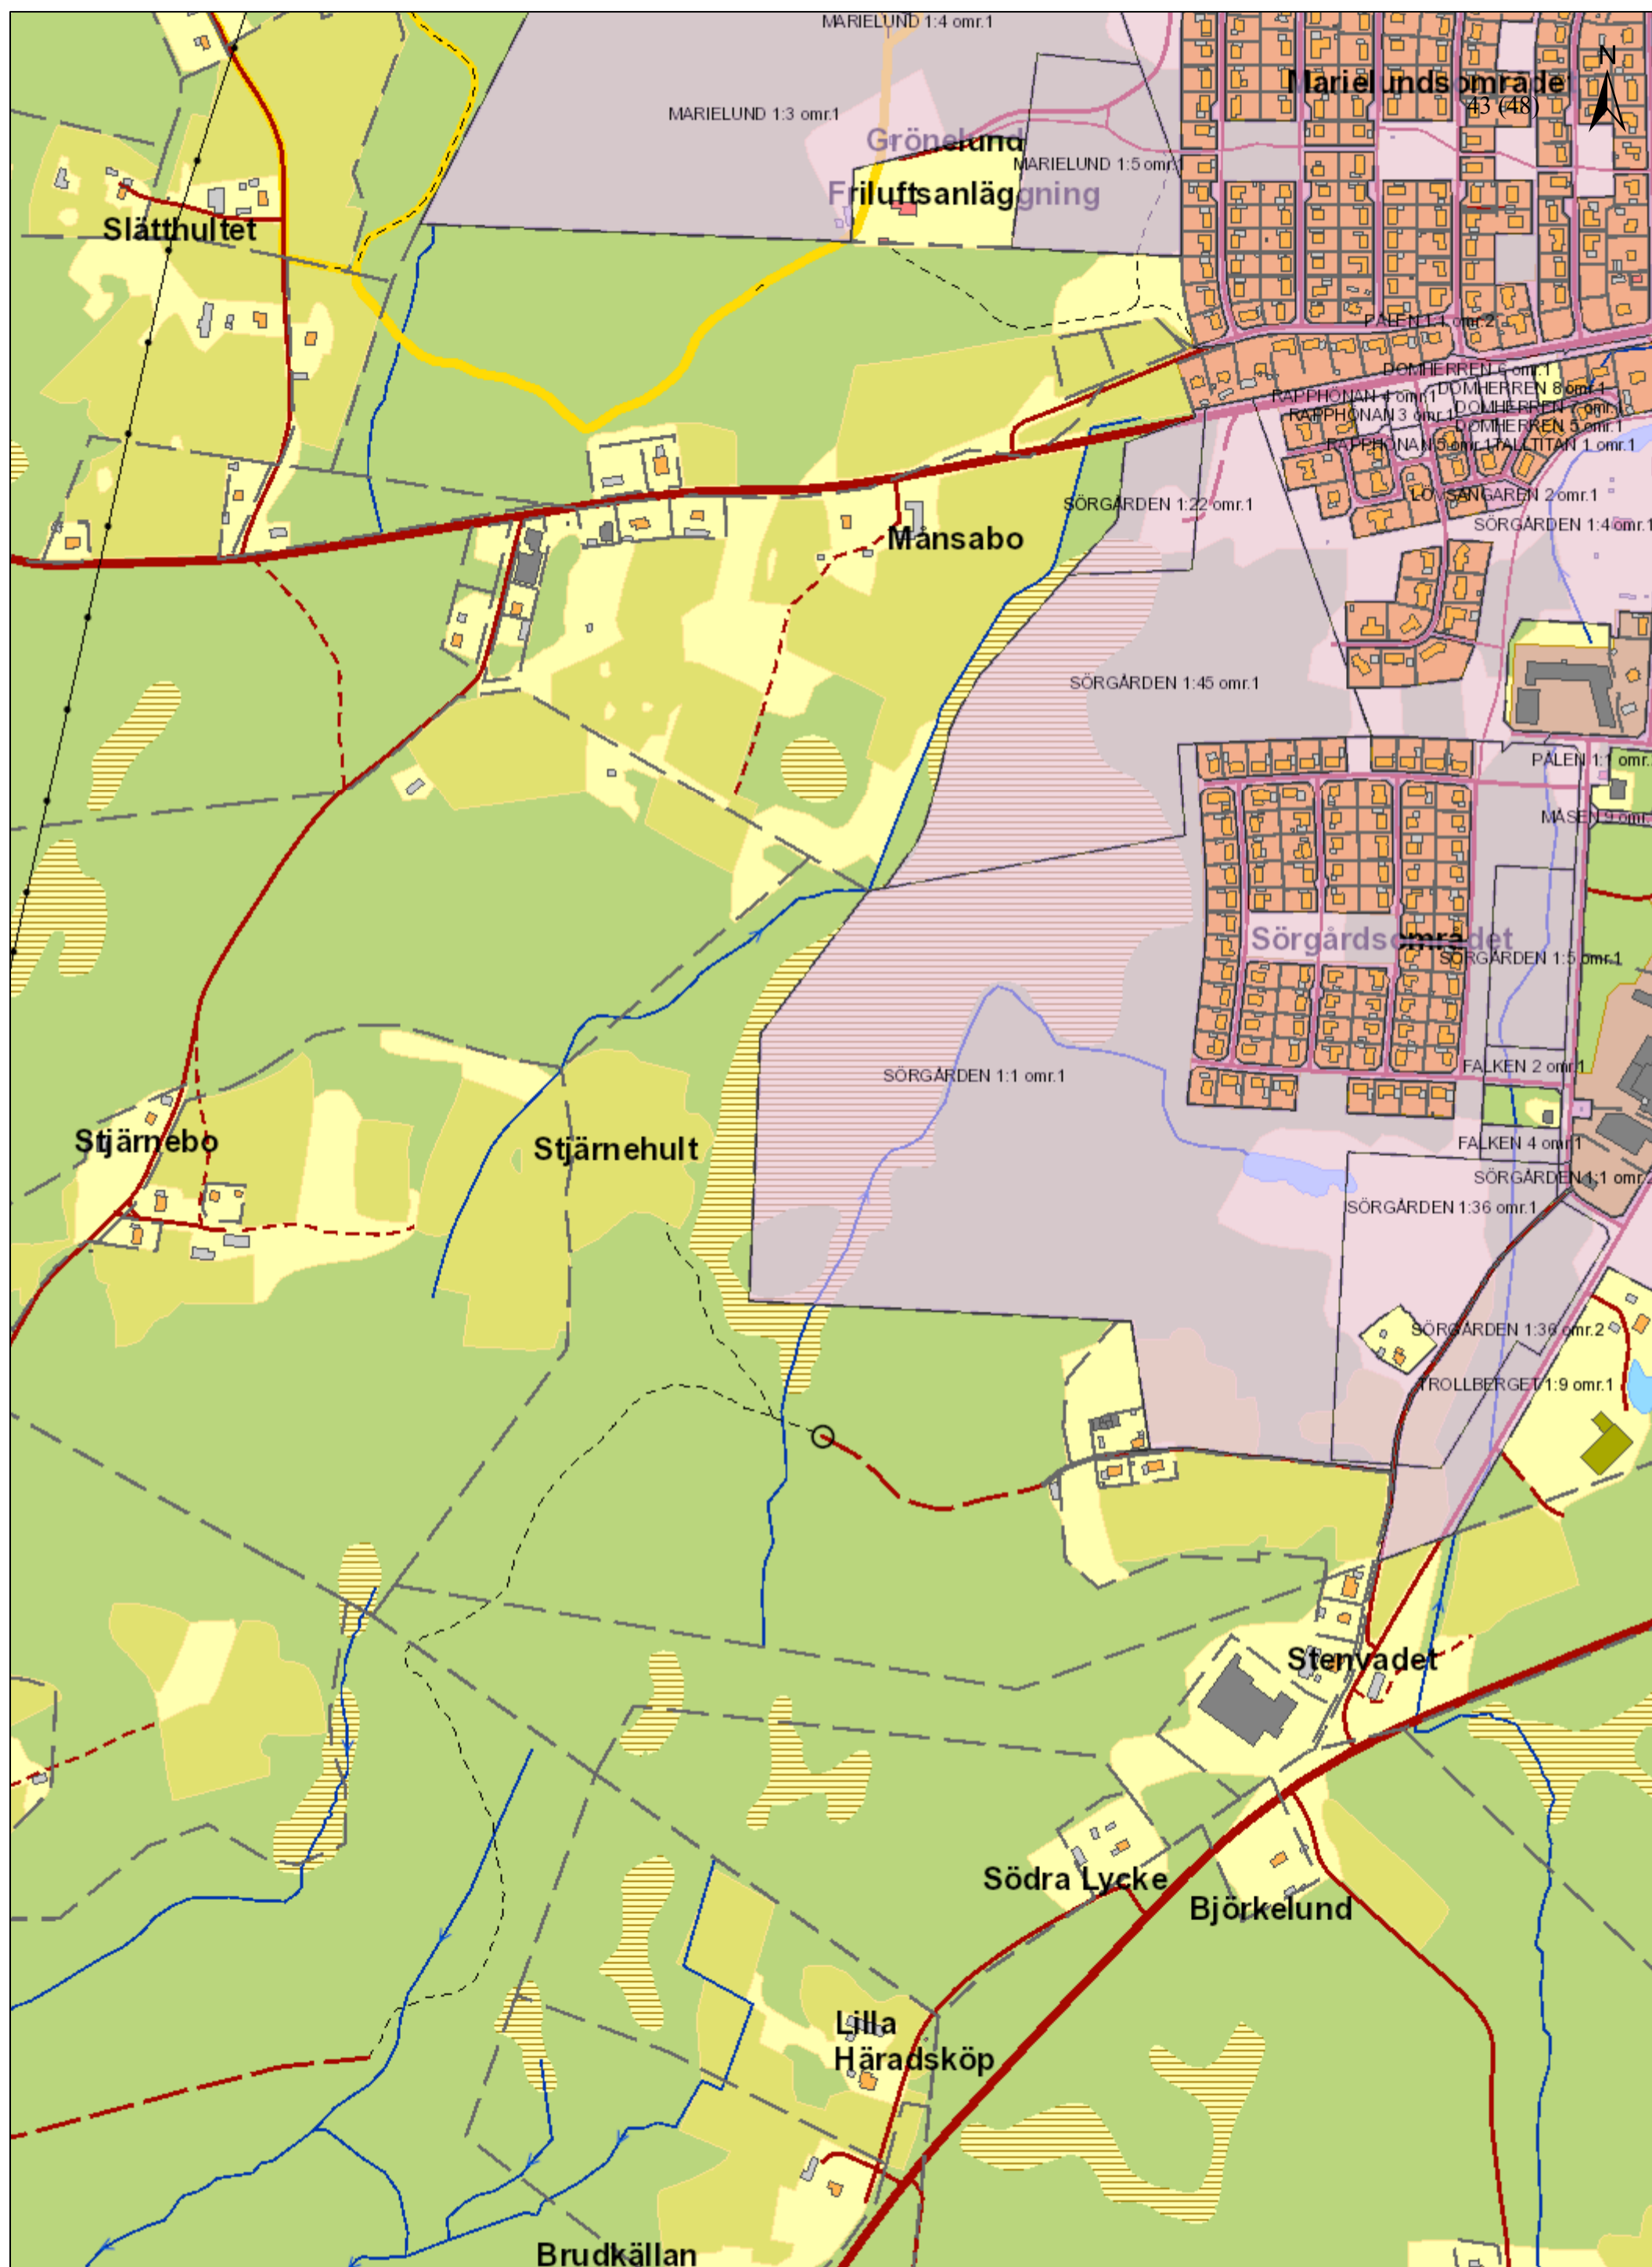 MARIELUND 1:4 omr.1
N
Marielundsområdet
43 (48)
MARIELUND 1:3 omr.1
Grönelund
MARIELUND 1:5 omr.1
Friluftsanläggning
Slätthultet
PÅLEN 1:1 omr.2
DOMHERREN 6 omr.1
DOMHERREN 8 omr.1
RAPPHÖNAN 4 omr.1
DOMHERREN 7 omr.1
RAPPHÖNAN 3 omr.1
DOMHERREN 5 omr.1
RAPPHÖNAN 5 omr.1
TALLTITAN 1 omr.1
LÖVSÅNGAREN 2 omr.1
SÖRGÅRDEN 1:22 omr.1
SÖRGÅRDEN 1:4 omr.1
Månsabo
SÖRGÅRDEN 1:45 omr.1
PÅLEN 1:1 omr.
MÅSEN 9 omr.
Sörgårdsområdet
SÖRGÅRDEN 1:5 omr.1
FALKEN 2 omr.1
SÖRGÅRDEN 1:1 omr.1
Stjärnebo
Stjärnehult
FALKEN 4 omr.1
SÖRGÅRDEN 1:1 omr.
SÖRGÅRDEN 1:36 omr.1
SÖRGÅRDEN 1:36 omr.2
TROLLBERGET 1:9 omr.1
Stenvadet
Södra Lycke
Björkelund
Lilla
Häradsköp
Brudkällan